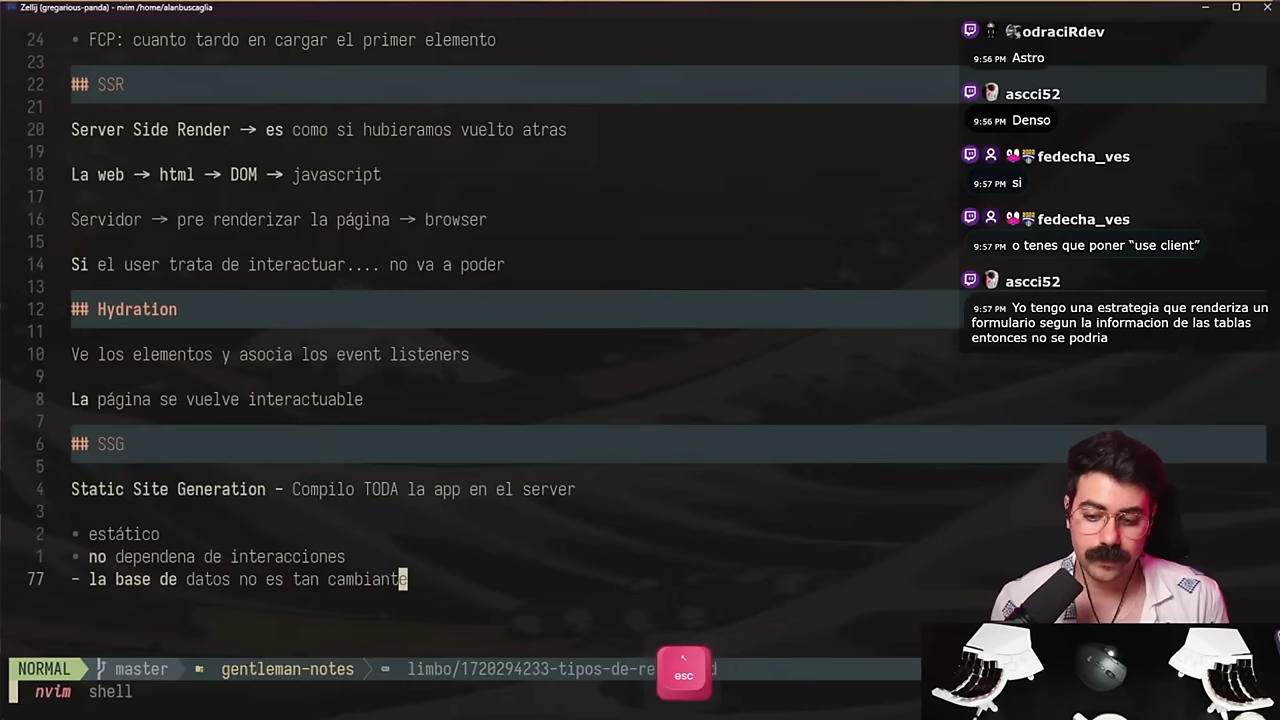 Zellij (gregarious-panda) - nvim /home/alanbuscaglia
24 • FCP: cuanto tardo en cargar el primer elemento
23
22 ## SSR
21
20 Server Side Render → es como si hubieramos vuelto atras
19
18 La web → html → DOM → javascript
17
16 Servidor → pre renderizar la página → browser
15
14 Si el user trata de interactuar.... no va a poder
13
12 ## Hydration
11
10 Ve los elementos y asocia los event listeners
9
8 La página se vuelve interactuable
7
6 ## SSG
5
4 Static Site Generation - Compilo TODA la app en el server
3
2 • estático
1 • no dependena de interacciones
77 - la base de datos no es tan cambiante
NORMAL master gentleman-notes limbo/1720294233-tipos-de-re
nvim shell
esc
odraciRdev
9:56 PM Astro
ascci52
9:56 PM Denso
fedecha_ves
9:57 PM si
fedecha_ves
9:57 PM o tenes que poner “use client”
ascci52
9:57 PM Yo tengo una estrategia que renderiza un
formulario segun la informacion de las tablas
entonces no se podria